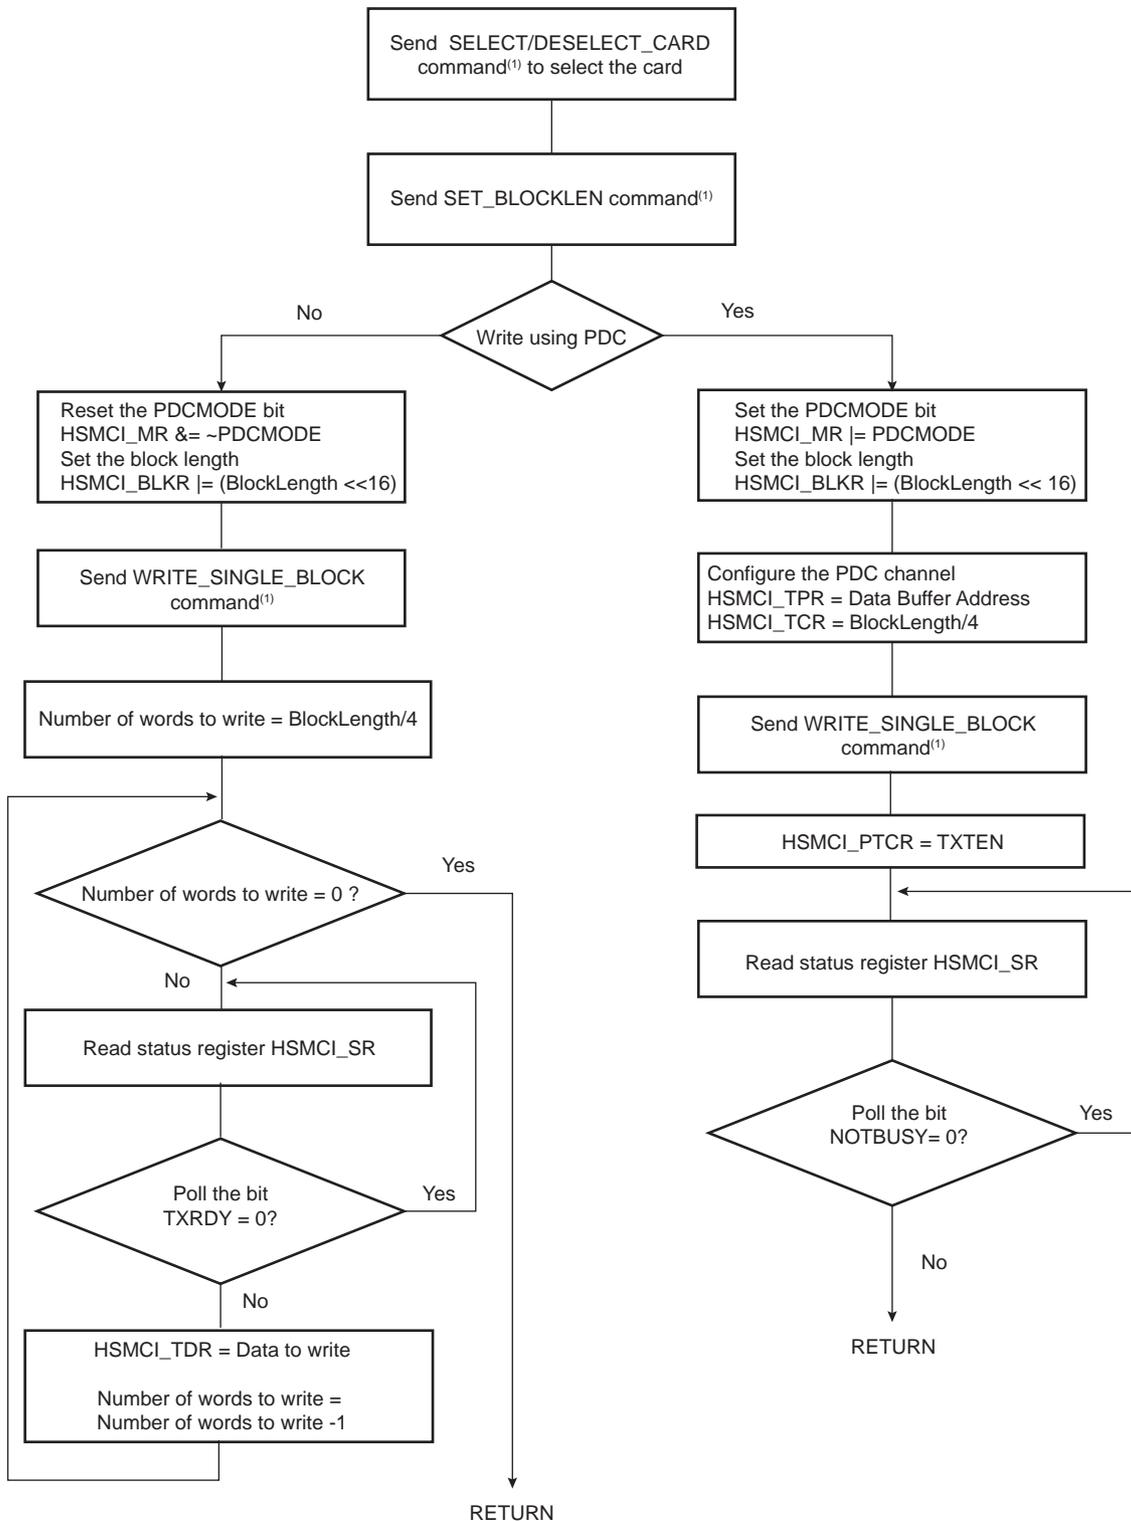 Send SELECT/DESELECT_CARD
command(1) to select the card
Send SET_BLOCKLEN command(1)
No
Yes
Write using PDC
Reset the PDCMODE bit
HSMCI_MR &= ~PDCMODE
Set the block length
HSMCI_BLKR |= (BlockLength <<16)
Send WRITE_SINGLE_BLOCK
command(1)
Number of words to write = BlockLength/4
Number of words to write = 0 ?
Yes
No
Read status register HSMCI_SR
Poll the bit
TXRDY = 0?
Yes
No
HSMCI_TDR = Data to write
Number of words to write =
Number of words to write -1
RETURN
Set the PDCMODE bit
HSMCI_MR |= PDCMODE
Set the block length
HSMCI_BLKR |= (BlockLength << 16)
Configure the PDC channel
HSMCI_TPR = Data Buffer Address
HSMCI_TCR = BlockLength/4
Send WRITE_SINGLE_BLOCK
command(1)
HSMCI_PTCR = TXTEN
Read status register HSMCI_SR
Poll the bit
NOTBUSY= 0?
Yes
No
RETURN